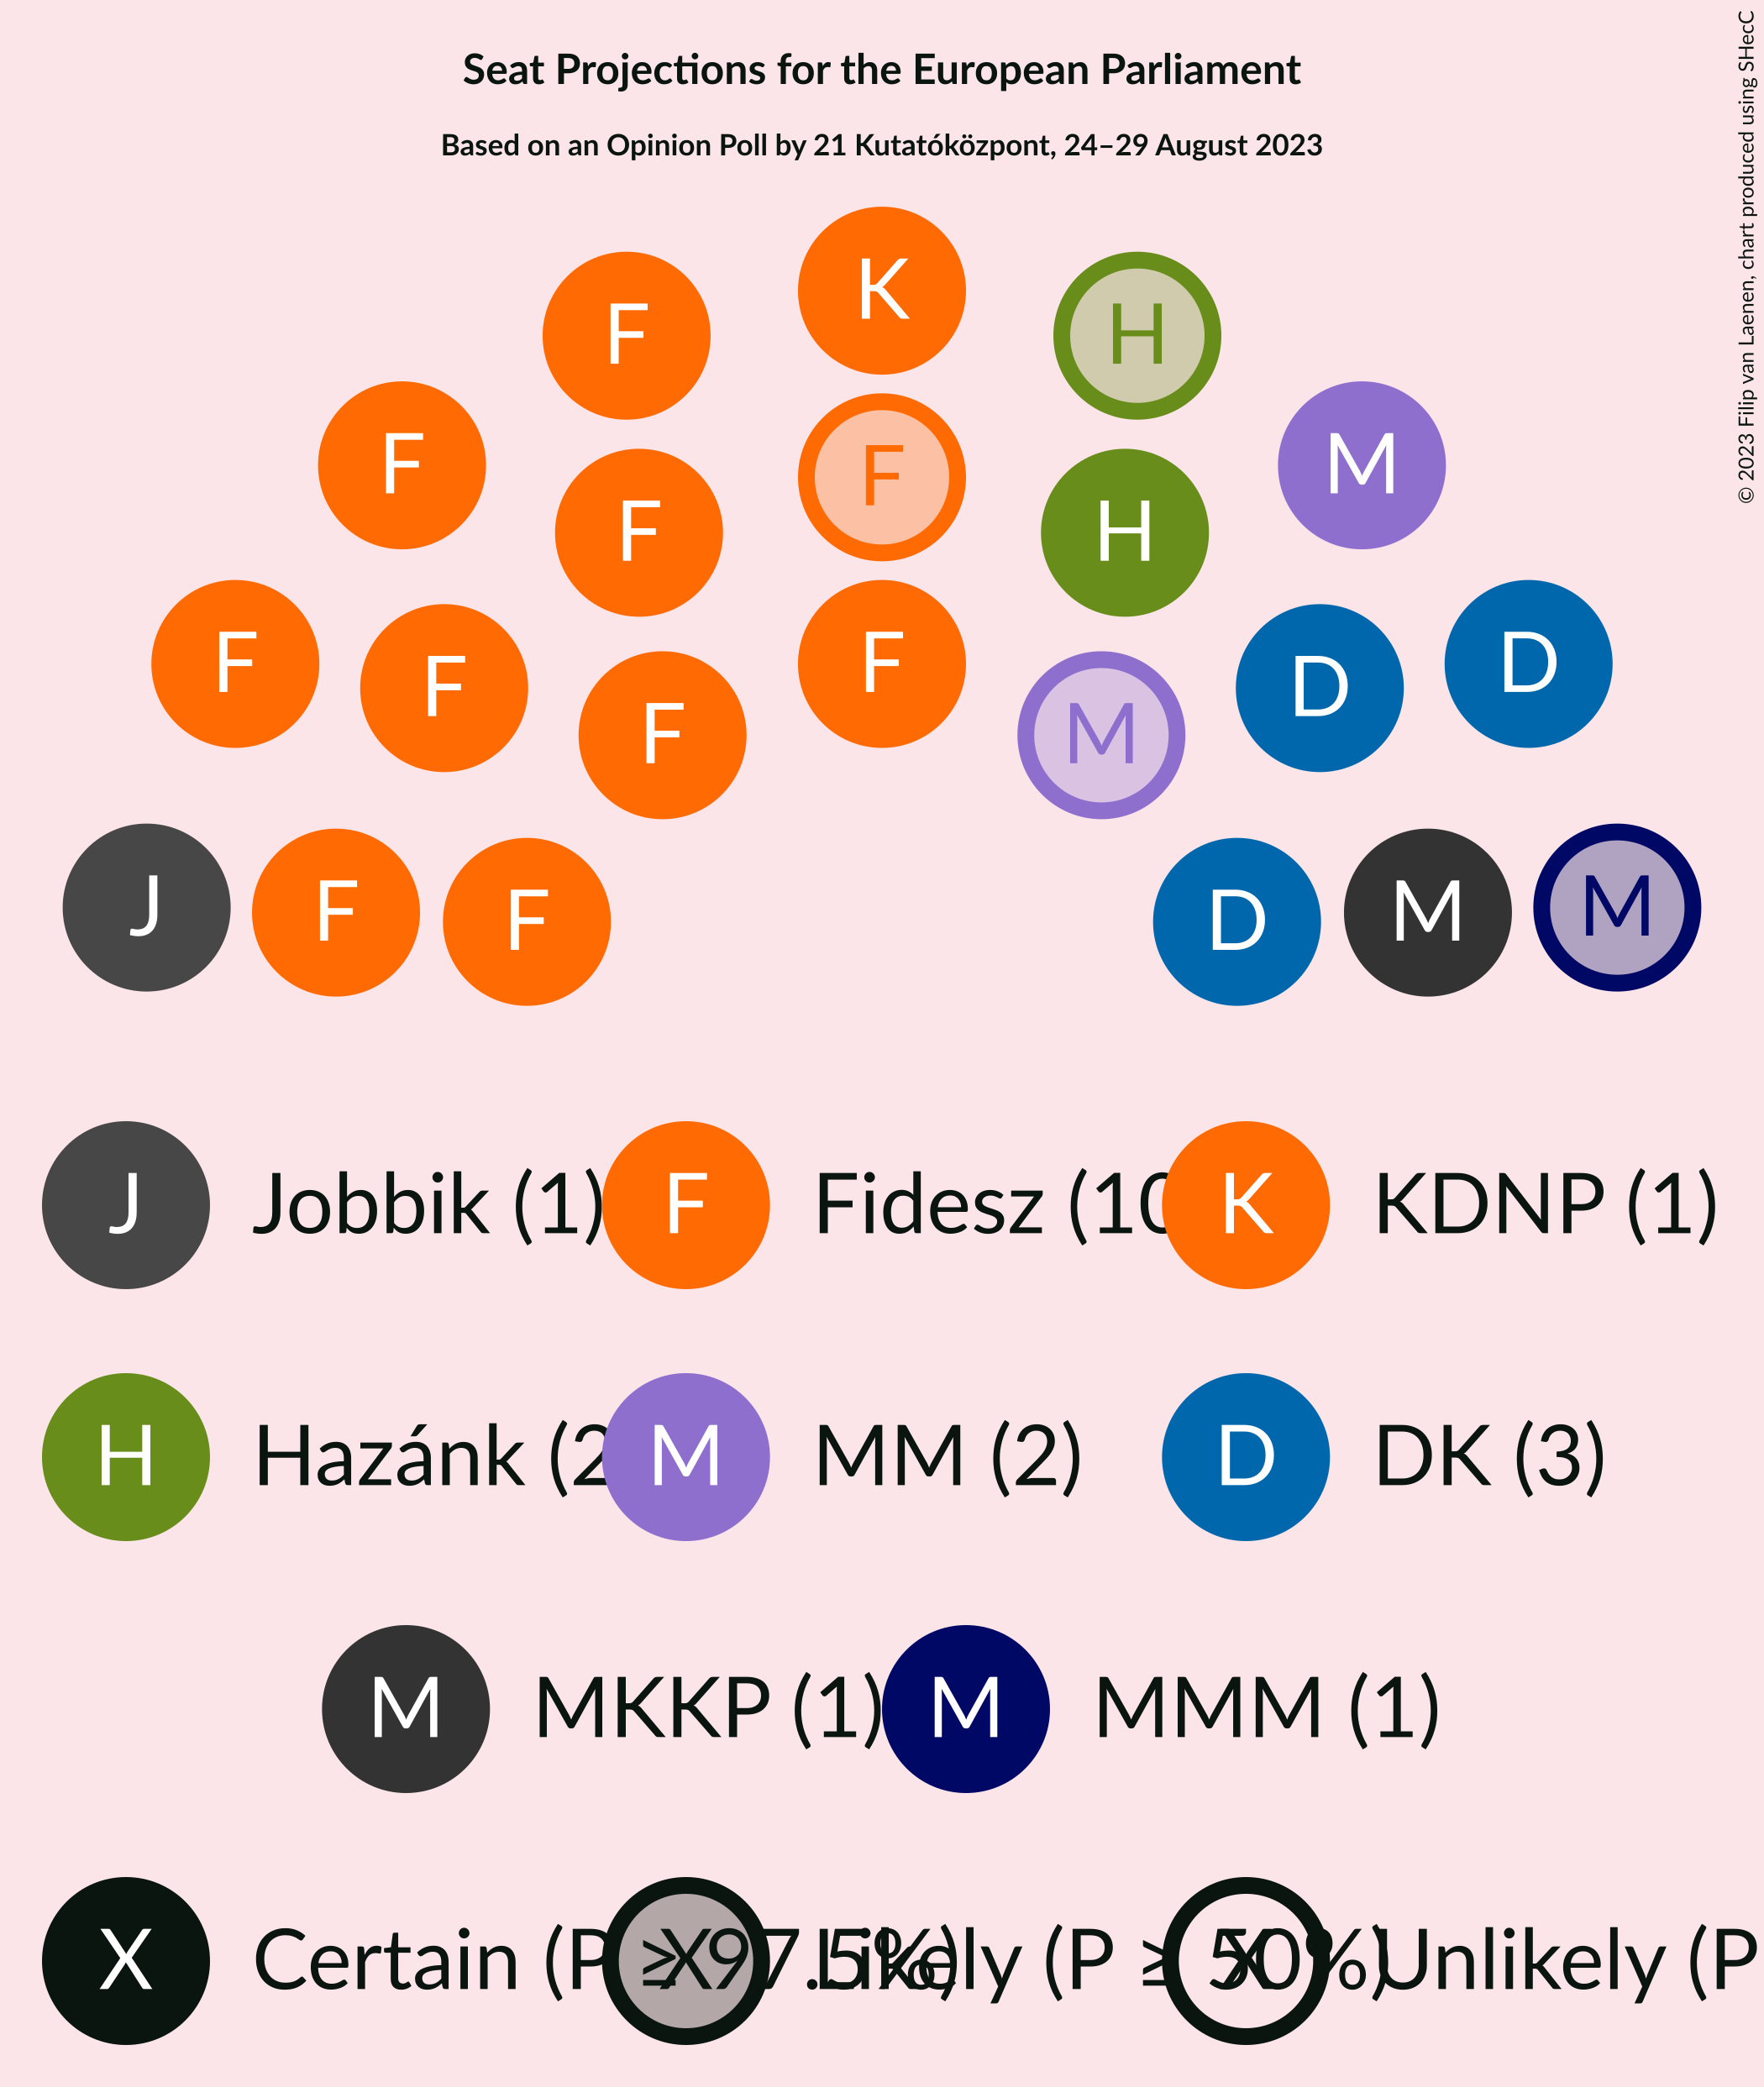 Seat Projections for the European Parliament
Based on an Opinion Poll by 21 Kutatóközpont, 24–29 August 2023
© 2023 Filip van Laenen, chart produced using SHecC
K
F H
F M
F
F H
F F D
F D
F M
J F F D M M
J Jobbik (1) F Fidesz (10 K KDNP (1)
H Hazánk (2 M MM (2) D DK (3)
M MKKP (1) M MMM (1)
X Certain (P ≥ 97.5%) X Likely (P ≥ 50%) X Unlikely (P